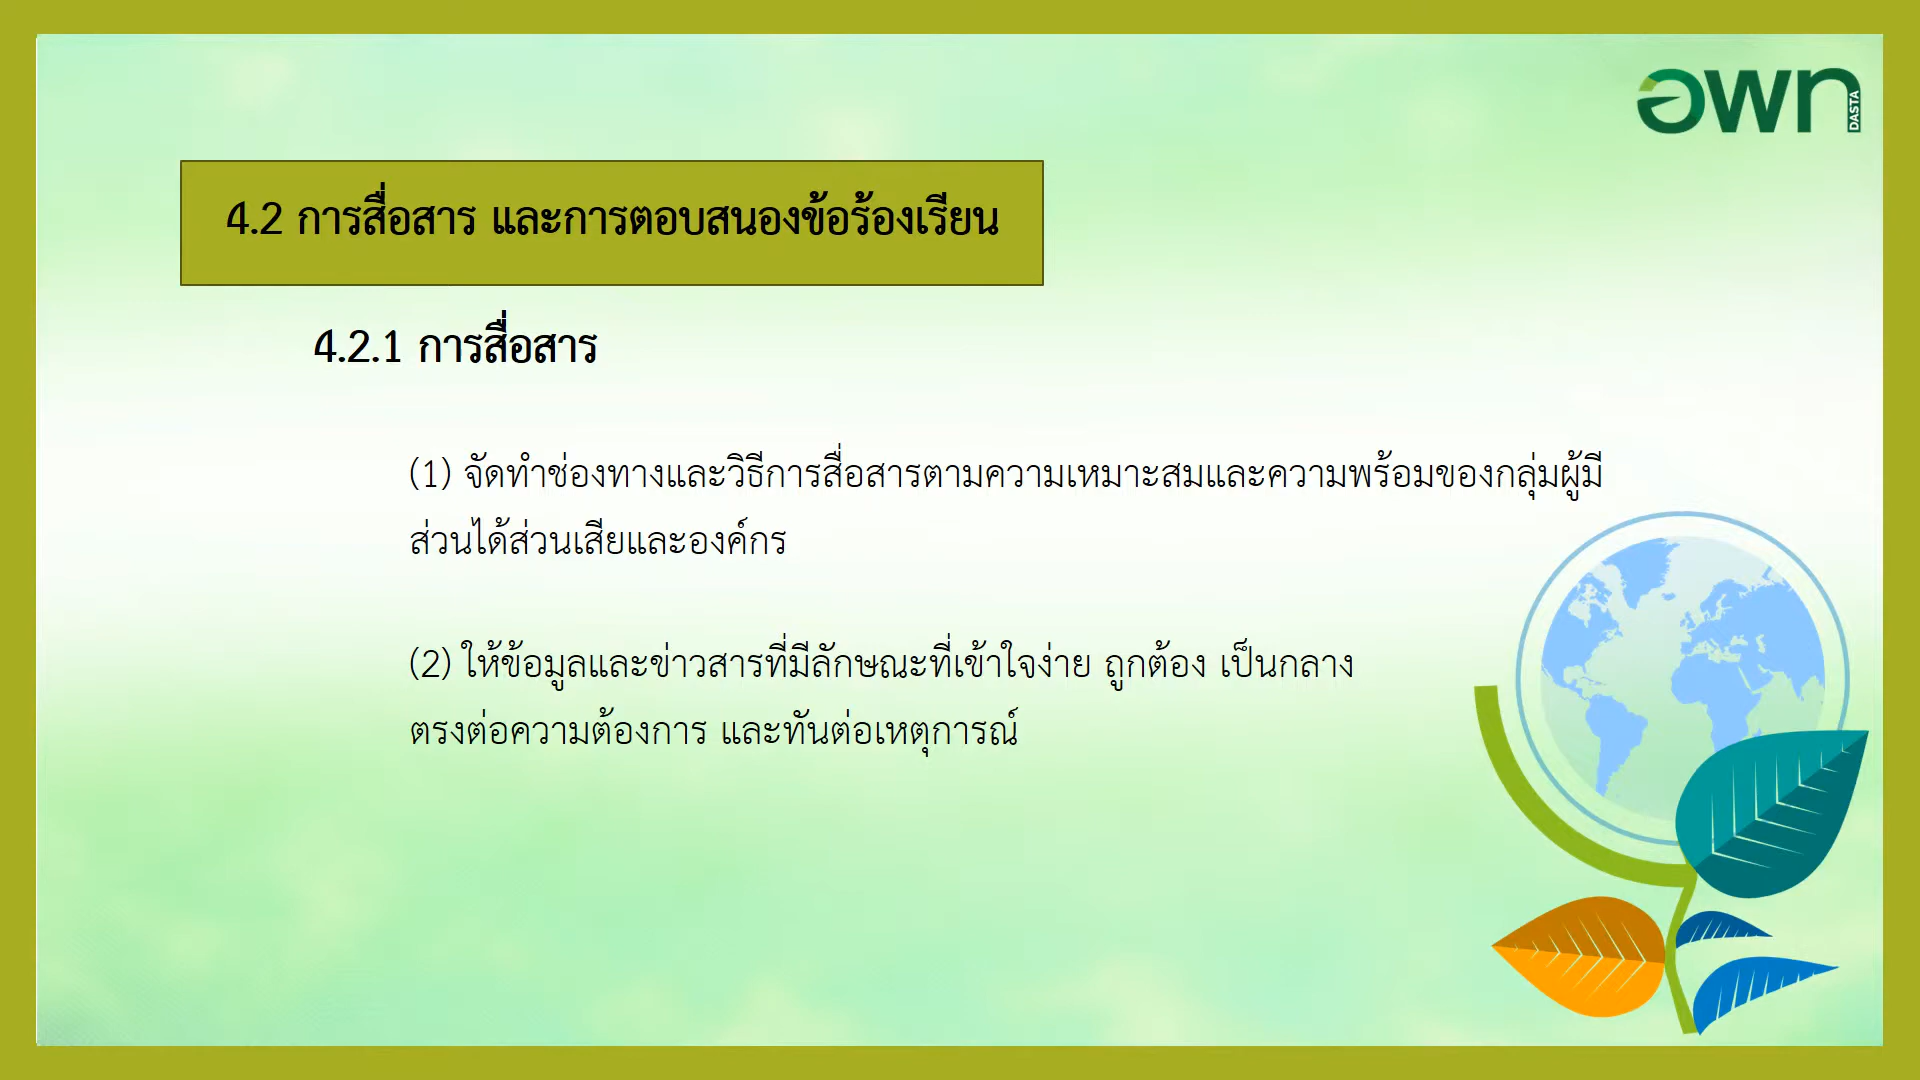 อพท
DASTA
4.2 การสื่อสาร และการตอบสนองข้อร้องเรียน
4.2.1 การสื่อสาร
(1) จัดทำช่องทางและวิธีการสื่อสารตามความเหมาะสมและความพร้อมของกลุ่มผู้มี
ส่วนได้ส่วนเสียและองค์กร
(2) ให้ข้อมูลและข่าวสารที่มีลักษณะที่เข้าใจง่าย ถูกต้อง เป็นกลาง
ตรงต่อความต้องการ และทันต่อเหตุการณ์